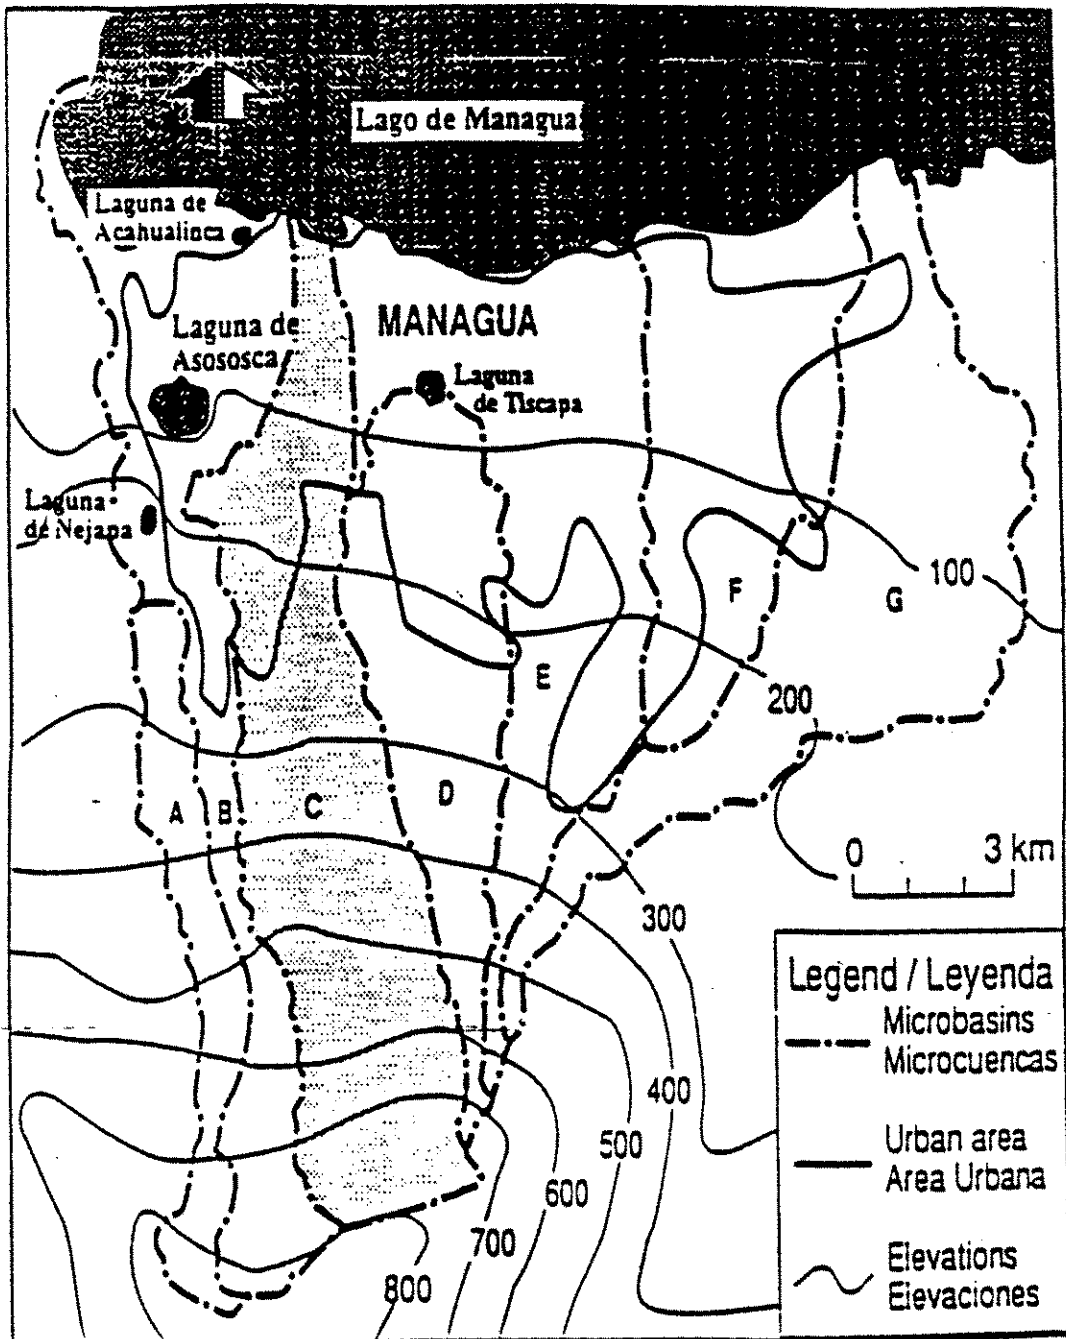 Lago de Managua
Laguna de
Acahualinca
Laguna de
Asososca
MANAGUA
Laguna
de Tiscapa
Laguna
de Nejapa
100
F
G
E
200
A
B
C
D
0 3 km
300
400
500
600
700
800
Legend / Leyenda
Microbasins
Microcuencas
Urban area
Area Urbana
Elevations
Elevaciones